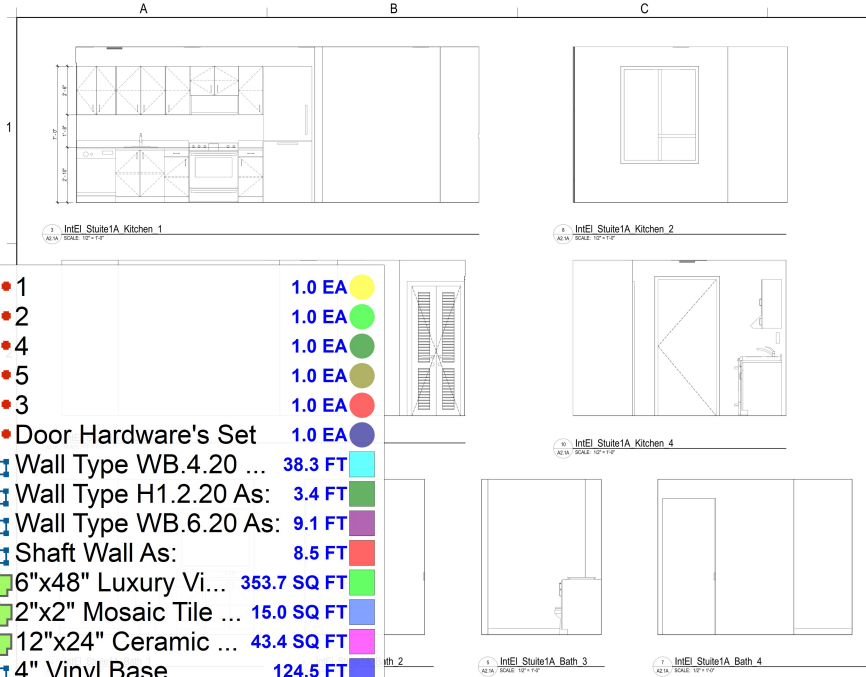 A B C
1
2'-6"
1'-8"
7'-0"
2'-10"
3
A2.1A
IntEl_Stuite1A_Kitchen_1
SCALE: 1/2" = 1'-0"
8
A2.1A
IntEl_Stuite1A_Kitchen_2
SCALE: 1/2" = 1'-0"
1 1.0 EA
2 1.0 EA
4 1.0 EA
5 1.0 EA
3 1.0 EA
Door Hardware's Set 1.0 EA
Wall Type WB.4.20 ... 38.3 FT
Wall Type H1.2.20 As: 3.4 FT
Wall Type WB.6.20 As: 9.1 FT
Shaft Wall As: 8.5 FT
6"x48" Luxury Vi... 353.7 SQ FT
2"x2" Mosaic Tile ... 15.0 SQ FT
12"x24" Ceramic ... 43.4 SQ FT
4" Vinyl Base 124.5 FT
10
A2.1A
IntEl_Stuite1A_Kitchen_4
SCALE: 1/2" = 1'-0"
ath_2
5
A2.1A
IntEl_Stuite1A_Bath_3
SCALE: 1/2" = 1'-0"
7
A2.1A
IntEl_Stuite1A_Bath_4
SCALE: 1/2" = 1'-0"